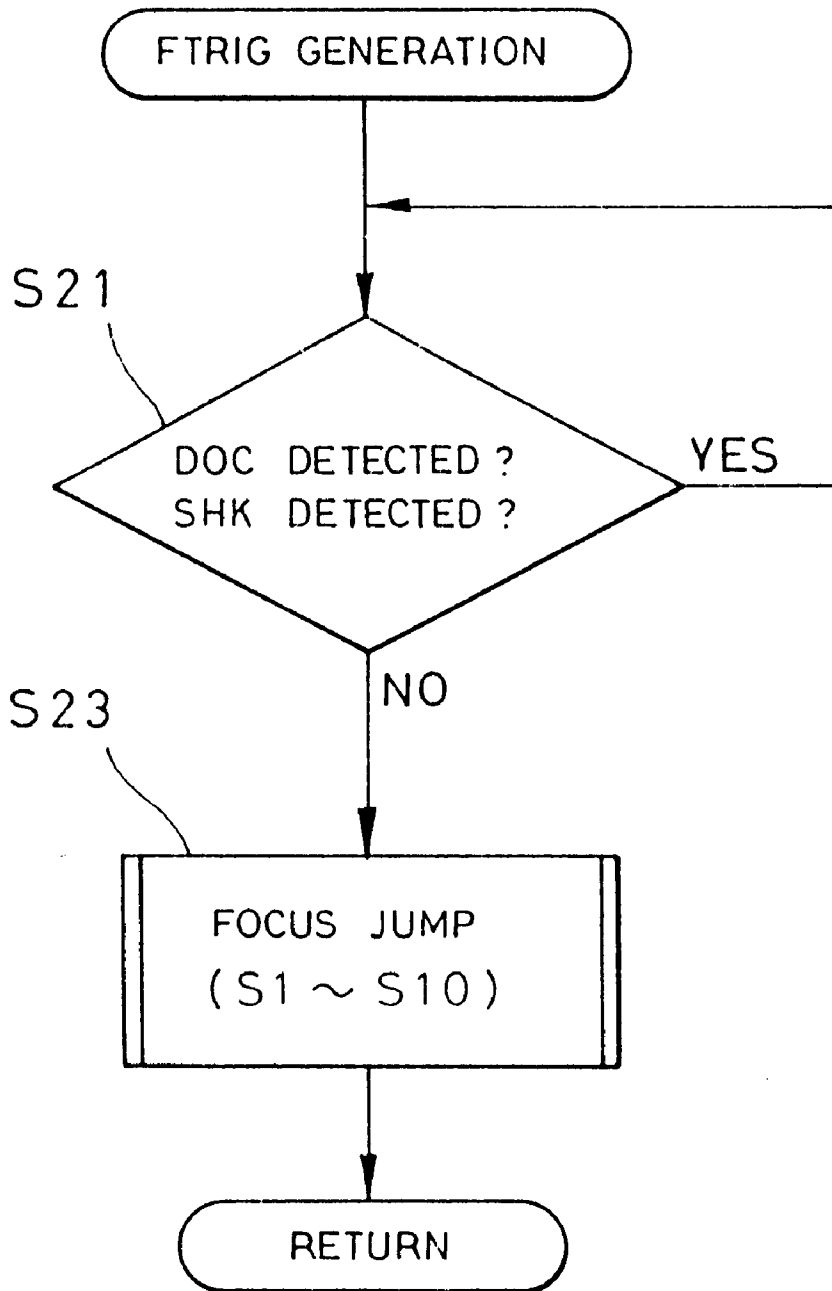 FTRIG GENERATION
S21
DOC DETECTED ?
SHK DETECTED ?
YES
NO
S23
FOCUS JUMP
(S1 ~ S10)
RETURN